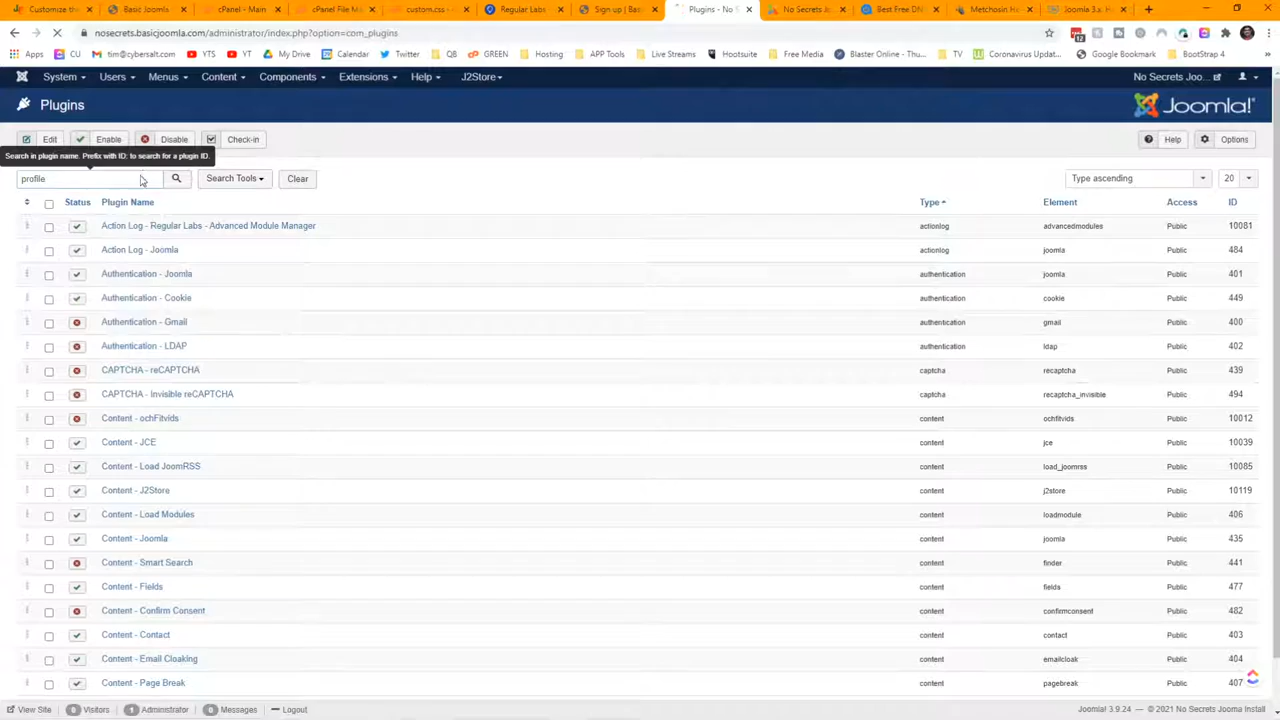 Customize th
Basic Joomla
cPanel - Main
cPanel File M
custom.css -
Regular Labs
Sign up | Bas
Plugins - No S
No Secrets Jo
Best Free DN
Metchosin Ha
Joomla 3.x. H
nosecrets.basicjoomla.com/administrator/index.php?option=com_plugins
12
Apps
C
tim@cybersalt.com
YTS
YT
My Drive
Calendar
Twitter
QB
GREEN
Hosting
APP Tools
Live Streams
Hootsuite
Free Media
Blaster Online - Thu...
TV
Coronavirus Updat...
Google Bookmark
BootStrap 4
System
Users
Menus
Content
Components
Extensions
Help
J2Store
No Secrets Joo...
Plugins
Joomla!
Edit
Enable
Disable
Check-in
Help
Options
Search in plugin name. Prefix with ID: to search for a plugin ID.
profile
Search Tools
Clear
Type ascending
20
Status Plugin Name Type Element Access ID
Action Log - Regular Labs - Advanced Module Manager actionlog advancedmodules Public 10081
Action Log - Joomla actionlog joomla Public 484
Authentication - Joomla authentication joomla Public 401
Authentication - Cookie authentication cookie Public 449
Authentication - Gmail authentication gmail Public 400
Authentication - LDAP authentication ldap Public 402
CAPTCHA - reCAPTCHA captcha recaptcha Public 439
CAPTCHA - Invisible reCAPTCHA captcha recaptcha_invisible Public 494
Content - ochFitvids content ochfitvids Public 10012
Content - JCE content jce Public 10039
Content - Load JoomRSS content load_joomrss Public 10085
Content - J2Store content j2store Public 10119
Content - Load Modules content loadmodule Public 406
Content - Joomla content joomla Public 435
Content - Smart Search content finder Public 441
Content - Fields content fields Public 477
Content - Confirm Consent content confirmconsent Public 482
Content - Contact content contact Public 403
Content - Email Cloaking content emailcloak Public 404
Content - Page Break content pagebreak Public 407
View Site
0 Visitors
1 Administrator
0 Messages
Logout
Joomla! 3.9.24 — © 2021 No Secrets Jooma Install